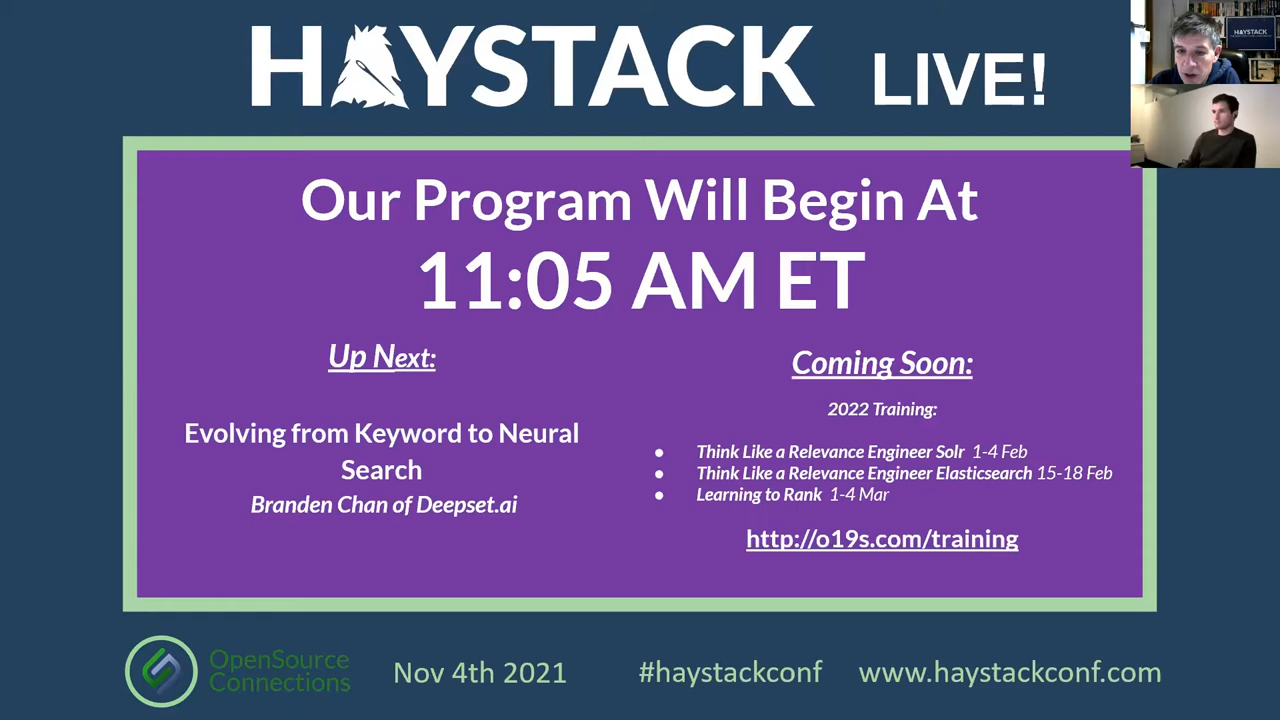 HAYSTACK LIVE!
HAYSTACK
Our Program Will Begin At
11:05 AM ET
Up Next:
Evolving from Keyword to Neural
Search
Branden Chan of Deepset.ai
Coming Soon:
2022 Training:
● Think Like a Relevance Engineer Solr 1-4 Feb
● Think Like a Relevance Engineer Elasticsearch 15-18 Feb
● Learning to Rank 1-4 Mar
http://o19s.com/training
OpenSource
Connections
Nov 4th 2021
#haystackconf
www.haystackconf.com